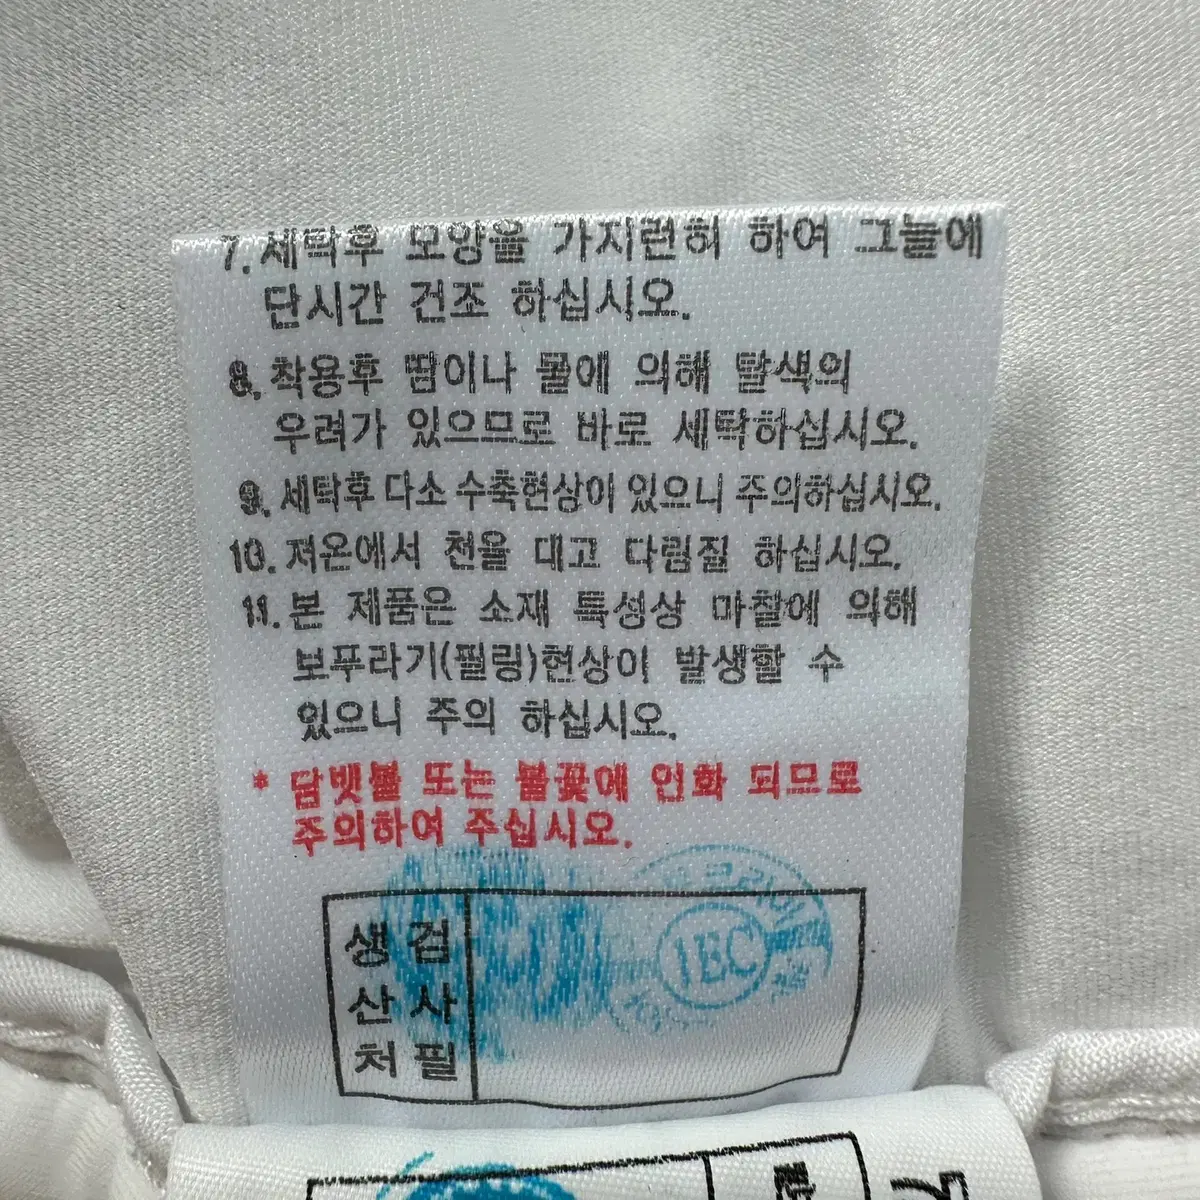 7. 세탁후 모양을 가지런히 하여 그늘에
단시간 건조 하십시오.
8. 착용후 땀이나 물에 의해 탈색의
우려가 있으므로 바로 세탁하십시오.
9. 세탁후 다소 수축현상이 있으니 주의하십시오.
10. 저온에서 천을 대고 다림질 하십시오.
11. 본 제품은 소재 특성상 마찰에 의해
보푸라기(필링)현상이 발생할 수
있으니 주의 하십시오.
* 담뱃불 또는 불꽃에 인화 되므로
주의하여 주십시오.
생 검
산 사
처 필
IEC